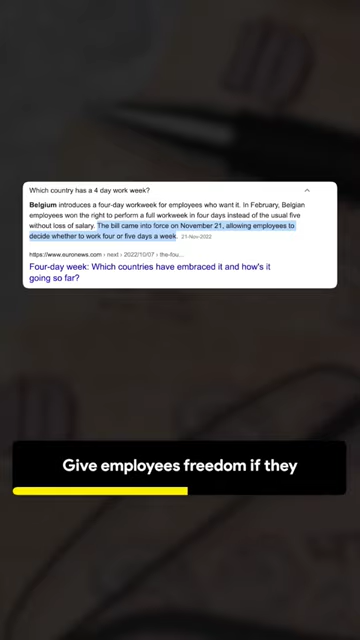 Which country has a 4 day work week?
Belgium introduces a four-day workweek for employees who want it. In February, Belgian
employees won the right to perform a full workweek in four days instead of the usual five
without loss of salary. The bill came into force on November 21, allowing employees to
decide whether to work four or five days a week. 21-Nov-2022
https://www.euronews.com › next › 2022/10/07 › the-fou...
Four-day week: Which countries have embraced it and how's it
going so far?
Give employees freedom if they